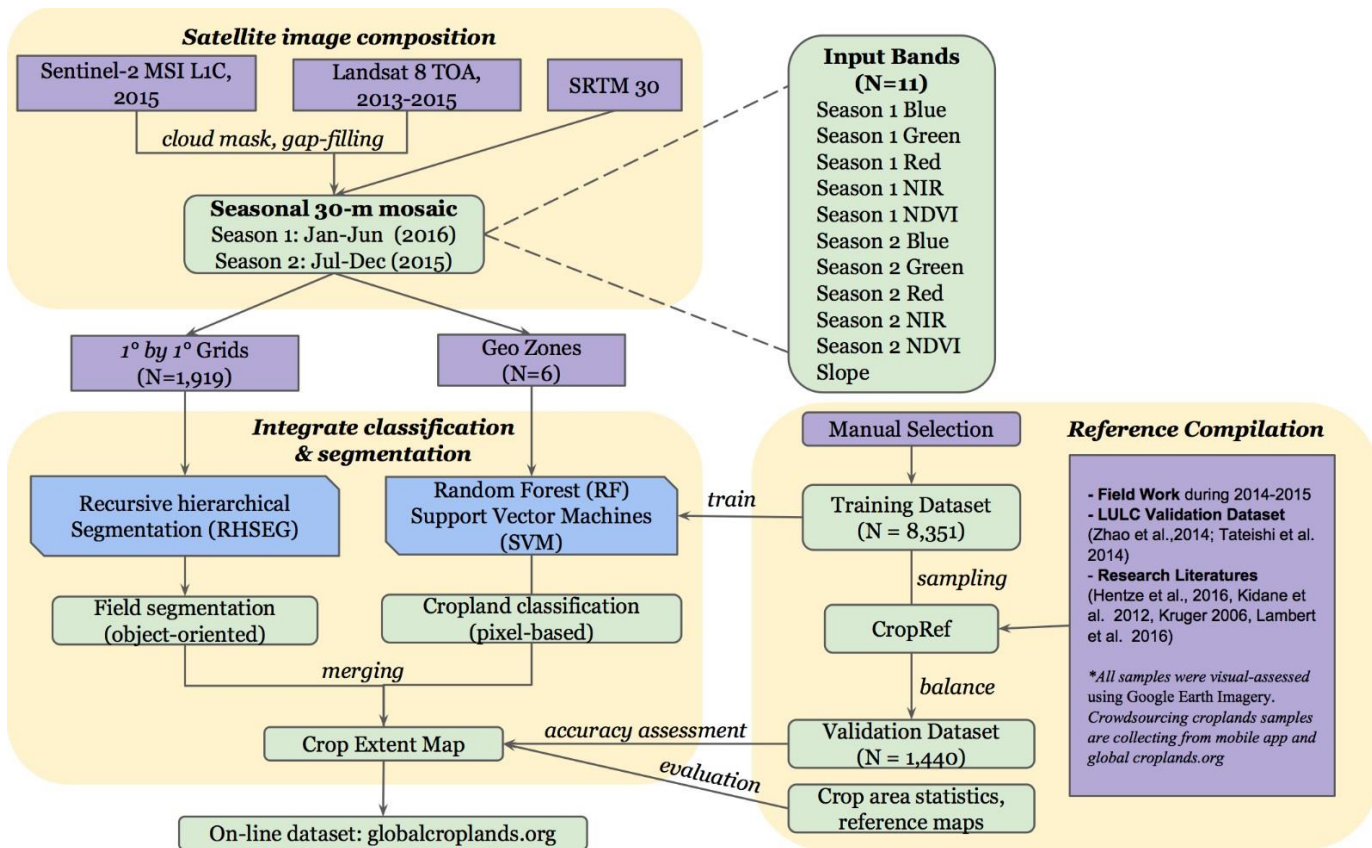 Satellite image composition
Sentinel-2 MSI L1C,
2015
Landsat 8 TOA,
2013-2015
SRTM 30
cloud mask, gap-filling
Seasonal 30-m mosaic
Season 1: Jan-Jun (2016)
Season 2: Jul-Dec (2015)
Input Bands
(N=11)
Season 1 Blue
Season 1 Green
Season 1 Red
Season 1 NIR
Season 1 NDVI
Season 2 Blue
Season 2 Green
Season 2 Red
Season 2 NIR
Season 2 NDVI
Slope
1° by 1° Grids
(N=1,919)
Geo Zones
(N=6)
Integrate classification
& segmentation
Recursive hierarchical
Segmentation (RHSEG)
Random Forest (RF)
Support Vector Machines
(SVM)
Field segmentation
(object-oriented)
Cropland classification
(pixel-based)
merging
Crop Extent Map
On-line dataset: globalcroplands.org
train
accuracy assessment
evaluation
Manual Selection
Reference Compilation
Training Dataset
(N = 8,351)
sampling
CropRef
balance
Validation Dataset
(N = 1,440)
Crop area statistics,
reference maps
- Field Work during 2014-2015
- LULC Validation Dataset
(Zhao et al.,2014; Tateishi et al.
2014)
- Research Literatures
(Hentze et al., 2016, Kidane et
al. 2012, Kruger 2006, Lambert
et al. 2016)
*All samples were visual-assessed
using Google Earth Imagery.
Crowdsourcing croplands samples
are collecting from mobile app and
global croplands.org